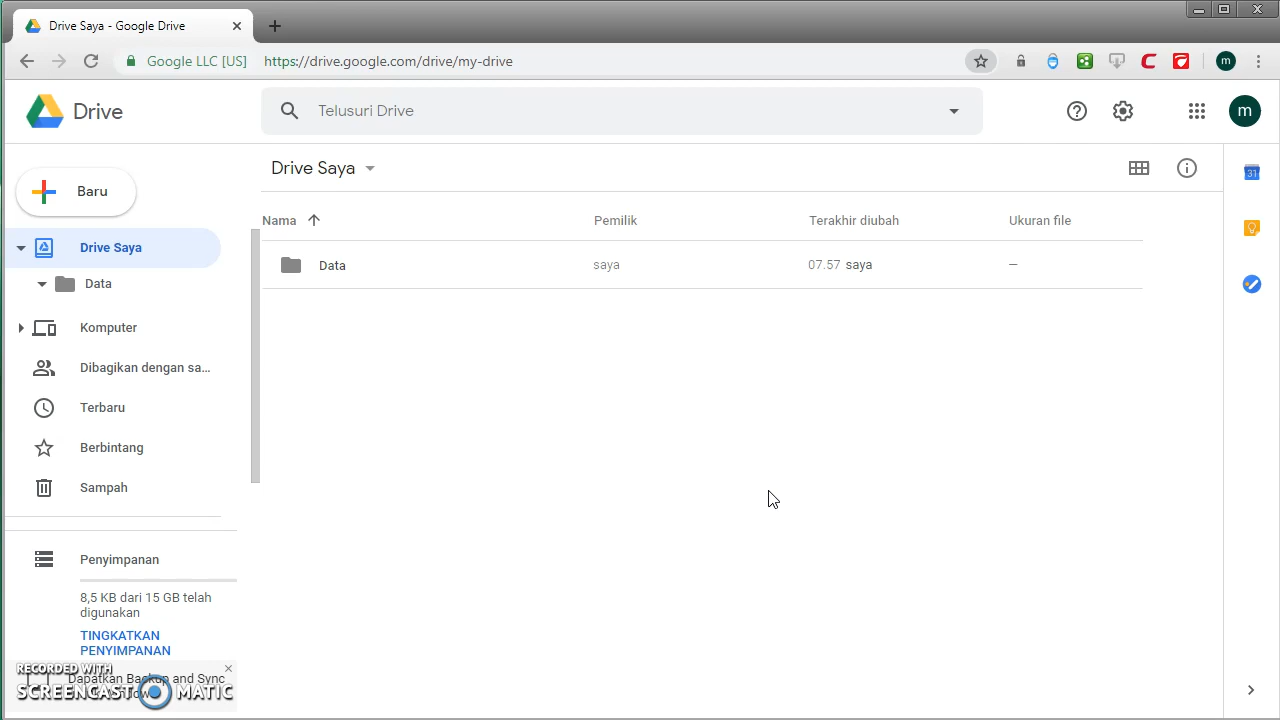 Drive Saya - Google Drive
Google LLC [US] https://drive.google.com/drive/my-drive
m
Drive
Telusuri Drive
m
Drive Saya
Baru
Nama Pemilik Terakhir diubah Ukuran file
Data saya 07.57 saya –
Drive Saya
Data
Komputer
Dibagikan dengan sa...
Terbaru
Berbintang
Sampah
Penyimpanan
8,5 KB dari 15 GB telah
digunakan
TINGKATKAN
PENYIMPANAN
RECORDED WITH
Dapatkan Backup and Sync
SCREENCAST MATIC
31